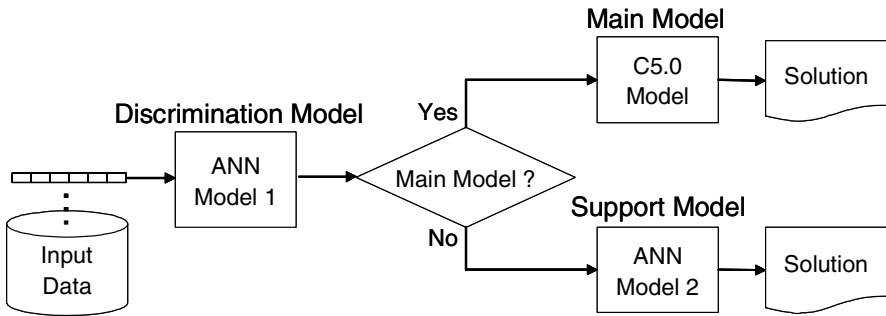 Main Model
C5.0
Model
Solution
Discrimination Model
Yes
ANN
Model 1
Main Model ?
Support Model
No
Input
Data
ANN
Model 2
Solution